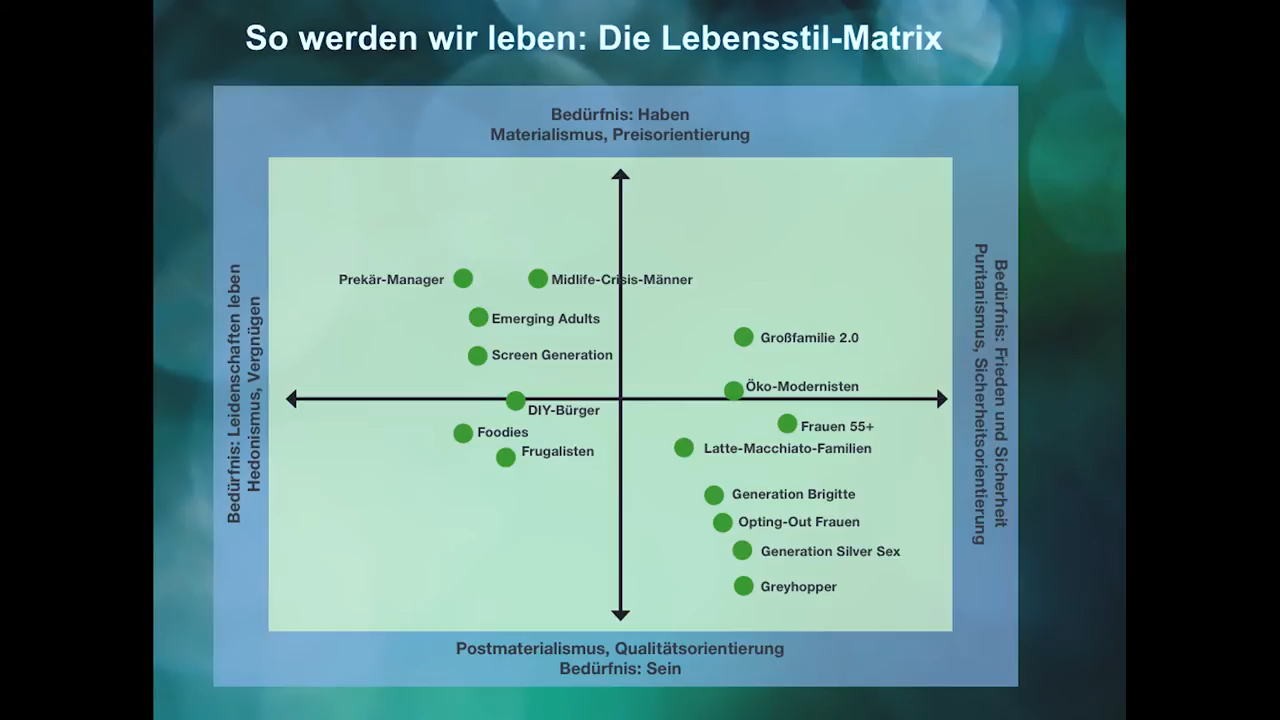 So werden wir leben: Die Lebensstil-Matrix
Bedürfnis: Haben
Materialismus, Preisorientierung
Bedürfnis: Leidenschaften leben
Hedonismus, Vergnügen
Bedürfnis: Frieden und Sicherheit
Puritanismus, Sicherheitsorientierung
Prekär-Manager
Midlife-Crisis-Männer
Emerging Adults
Großfamilie 2.0
Screen Generation
Öko-Modernisten
DIY-Bürger
Frauen 55+
Foodies
Latte-Macchiato-Familien
Frugalisten
Generation Brigitte
Opting-Out Frauen
Generation Silver Sex
Greyhopper
Postmaterialismus, Qualitätsorientierung
Bedürfnis: Sein